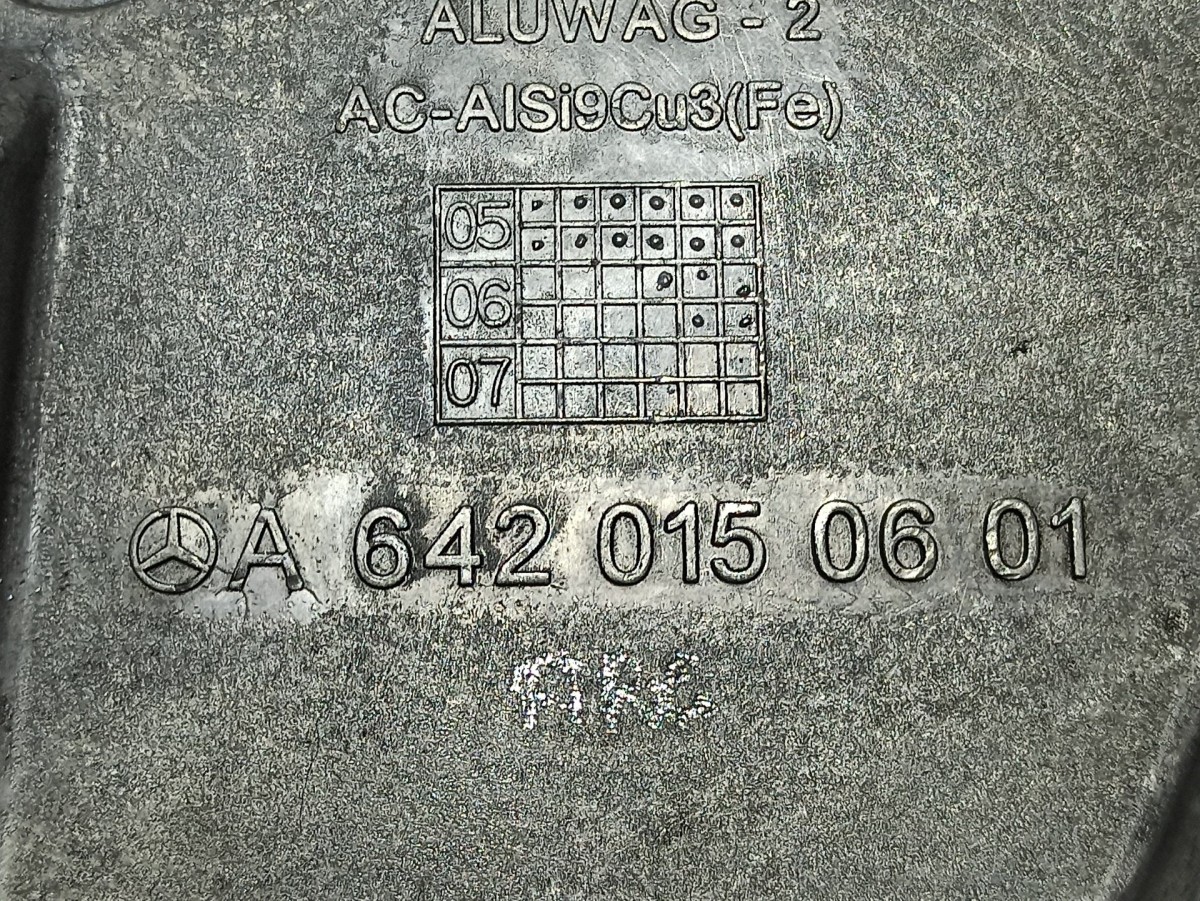 ALUWAG - 2
AC-AlSi9Cu3(Fe)
05
06
07
A 642 015 06 01